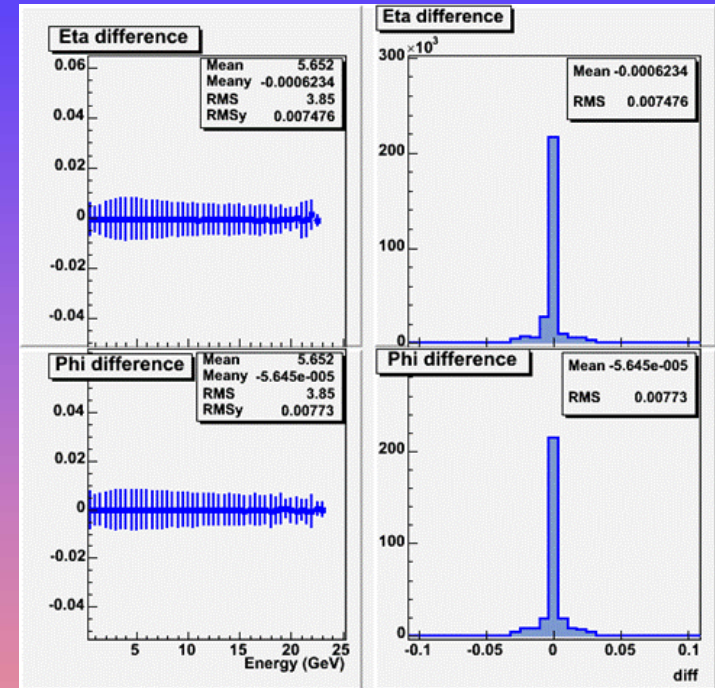 Eta difference
Mean 5.652
Meany -0.0006234
RMS 3.85
RMSy 0.007476
0.06
0.04
0.02
0
-0.02
-0.04
Eta difference
×10³
Mean -0.0006234
RMS 0.007476
300
200
100
0
Phi difference
Mean 5.652
Meany -5.645e-005
RMS 3.85
RMSy 0.00773
0.04
0.02
0
-0.02
-0.04
5 10 15 20 25
Energy (GeV)
Phi difference
Mean -5.645e-005
RMS 0.00773
200
100
0
-0.1 -0.05 0 0.05 0.1
diff